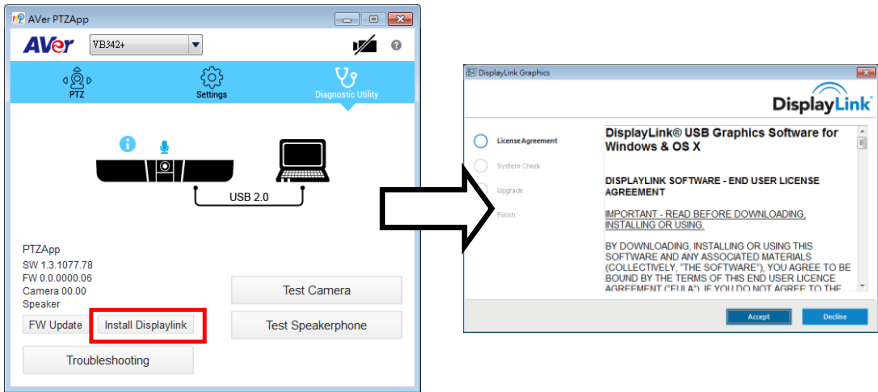 AVer PTZApp
AVer
VB342+
PTZ
Settings
Diagnostic Utility
USB 2.0
PTZApp
SW 1.3.1077.78
FW 0.0.0000.06
Camera 00.00
Speaker
FW Update
Install Displaylink
Troubleshooting
Test Camera
Test Speakerphone
DisplayLink Graphics
DisplayLink
License Agreement
System Check
Upgrade
Finish
DisplayLink® USB Graphics Software for
Windows & OS X
DISPLAYLINK SOFTWARE - END USER LICENSE
AGREEMENT
IMPORTANT - READ BEFORE DOWNLOADING,
INSTALLING OR USING.
BY DOWNLOADING, INSTALLING OR USING THIS
SOFTWARE AND ANY ASSOCIATED MATERIALS
(COLLECTIVELY, "THE SOFTWARE"), YOU AGREE TO BE
BOUND BY THE TERMS OF THIS END USER LICENCE
AGREEMENT ("EULA"). IF YOU DO NOT AGREE TO THE
Accept
Decline